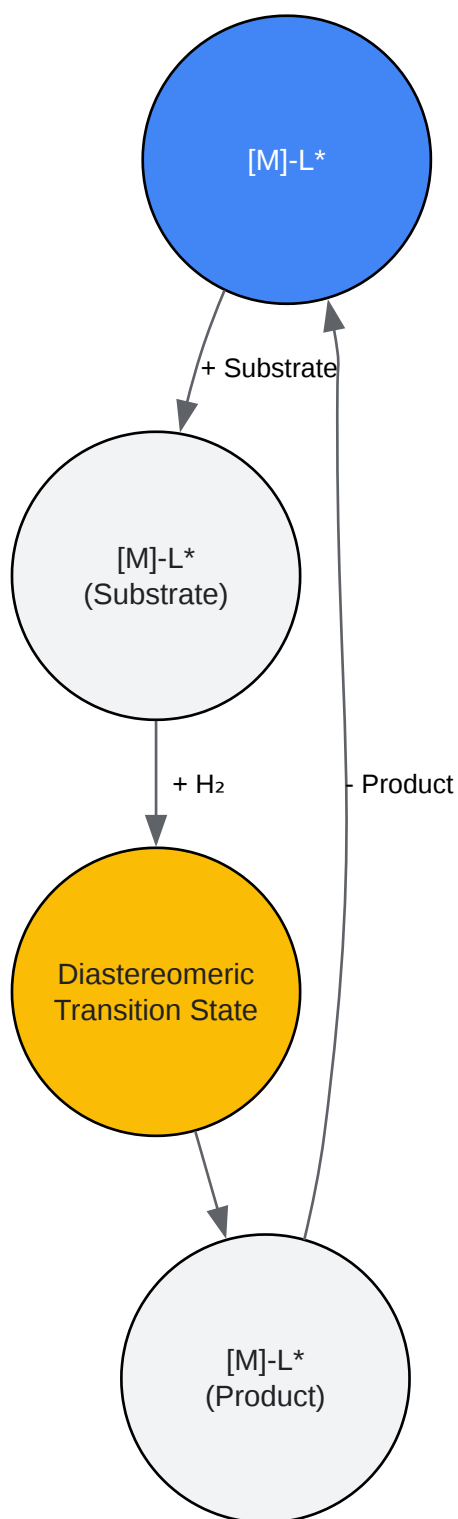 [M]-L*
+ Substrate
[M]-L*
(Substrate)
+ H₂
- Product
Diastereomeric
Transition State
[M]-L*
(Product)